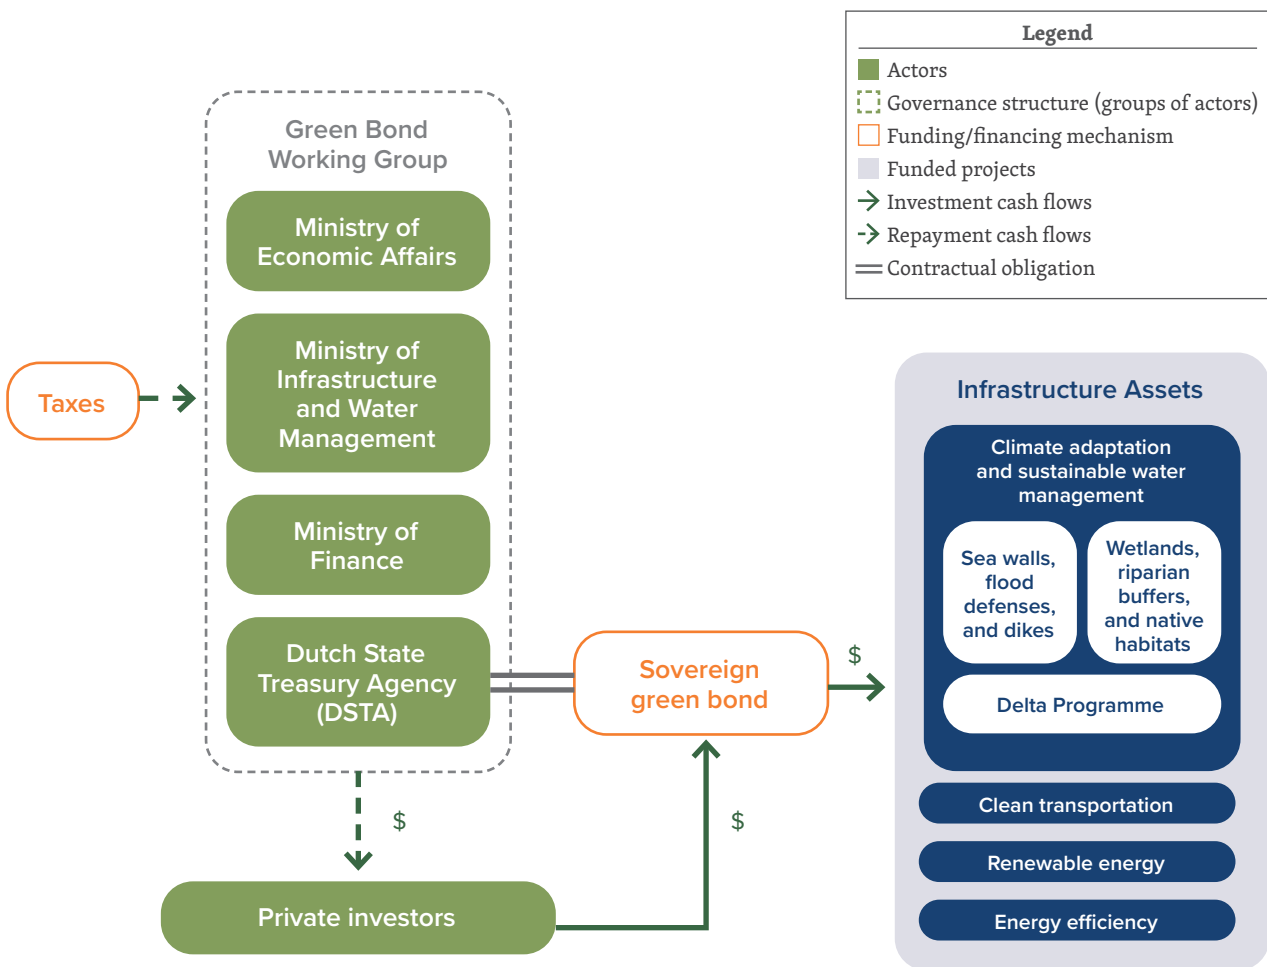 Legend
Actors
Governance structure (groups of actors)
Funding/financing mechanism
Funded projects
Investment cash flows
Repayment cash flows
Contractual obligation
Green Bond
Working Group
Ministry of
Economic Affairs
Ministry of
Infrastructure
and Water
Management
Taxes
Ministry of
Finance
Dutch State
Treasury Agency
(DSTA)
Sovereign
green bond
$
$
$
Private investors
Infrastructure Assets
Climate adaptation
and sustainable water
management
Sea walls,
flood
defenses,
and dikes
Wetlands,
riparian
buffers,
and native
habitats
Delta Programme
Clean transportation
Renewable energy
Energy efficiency